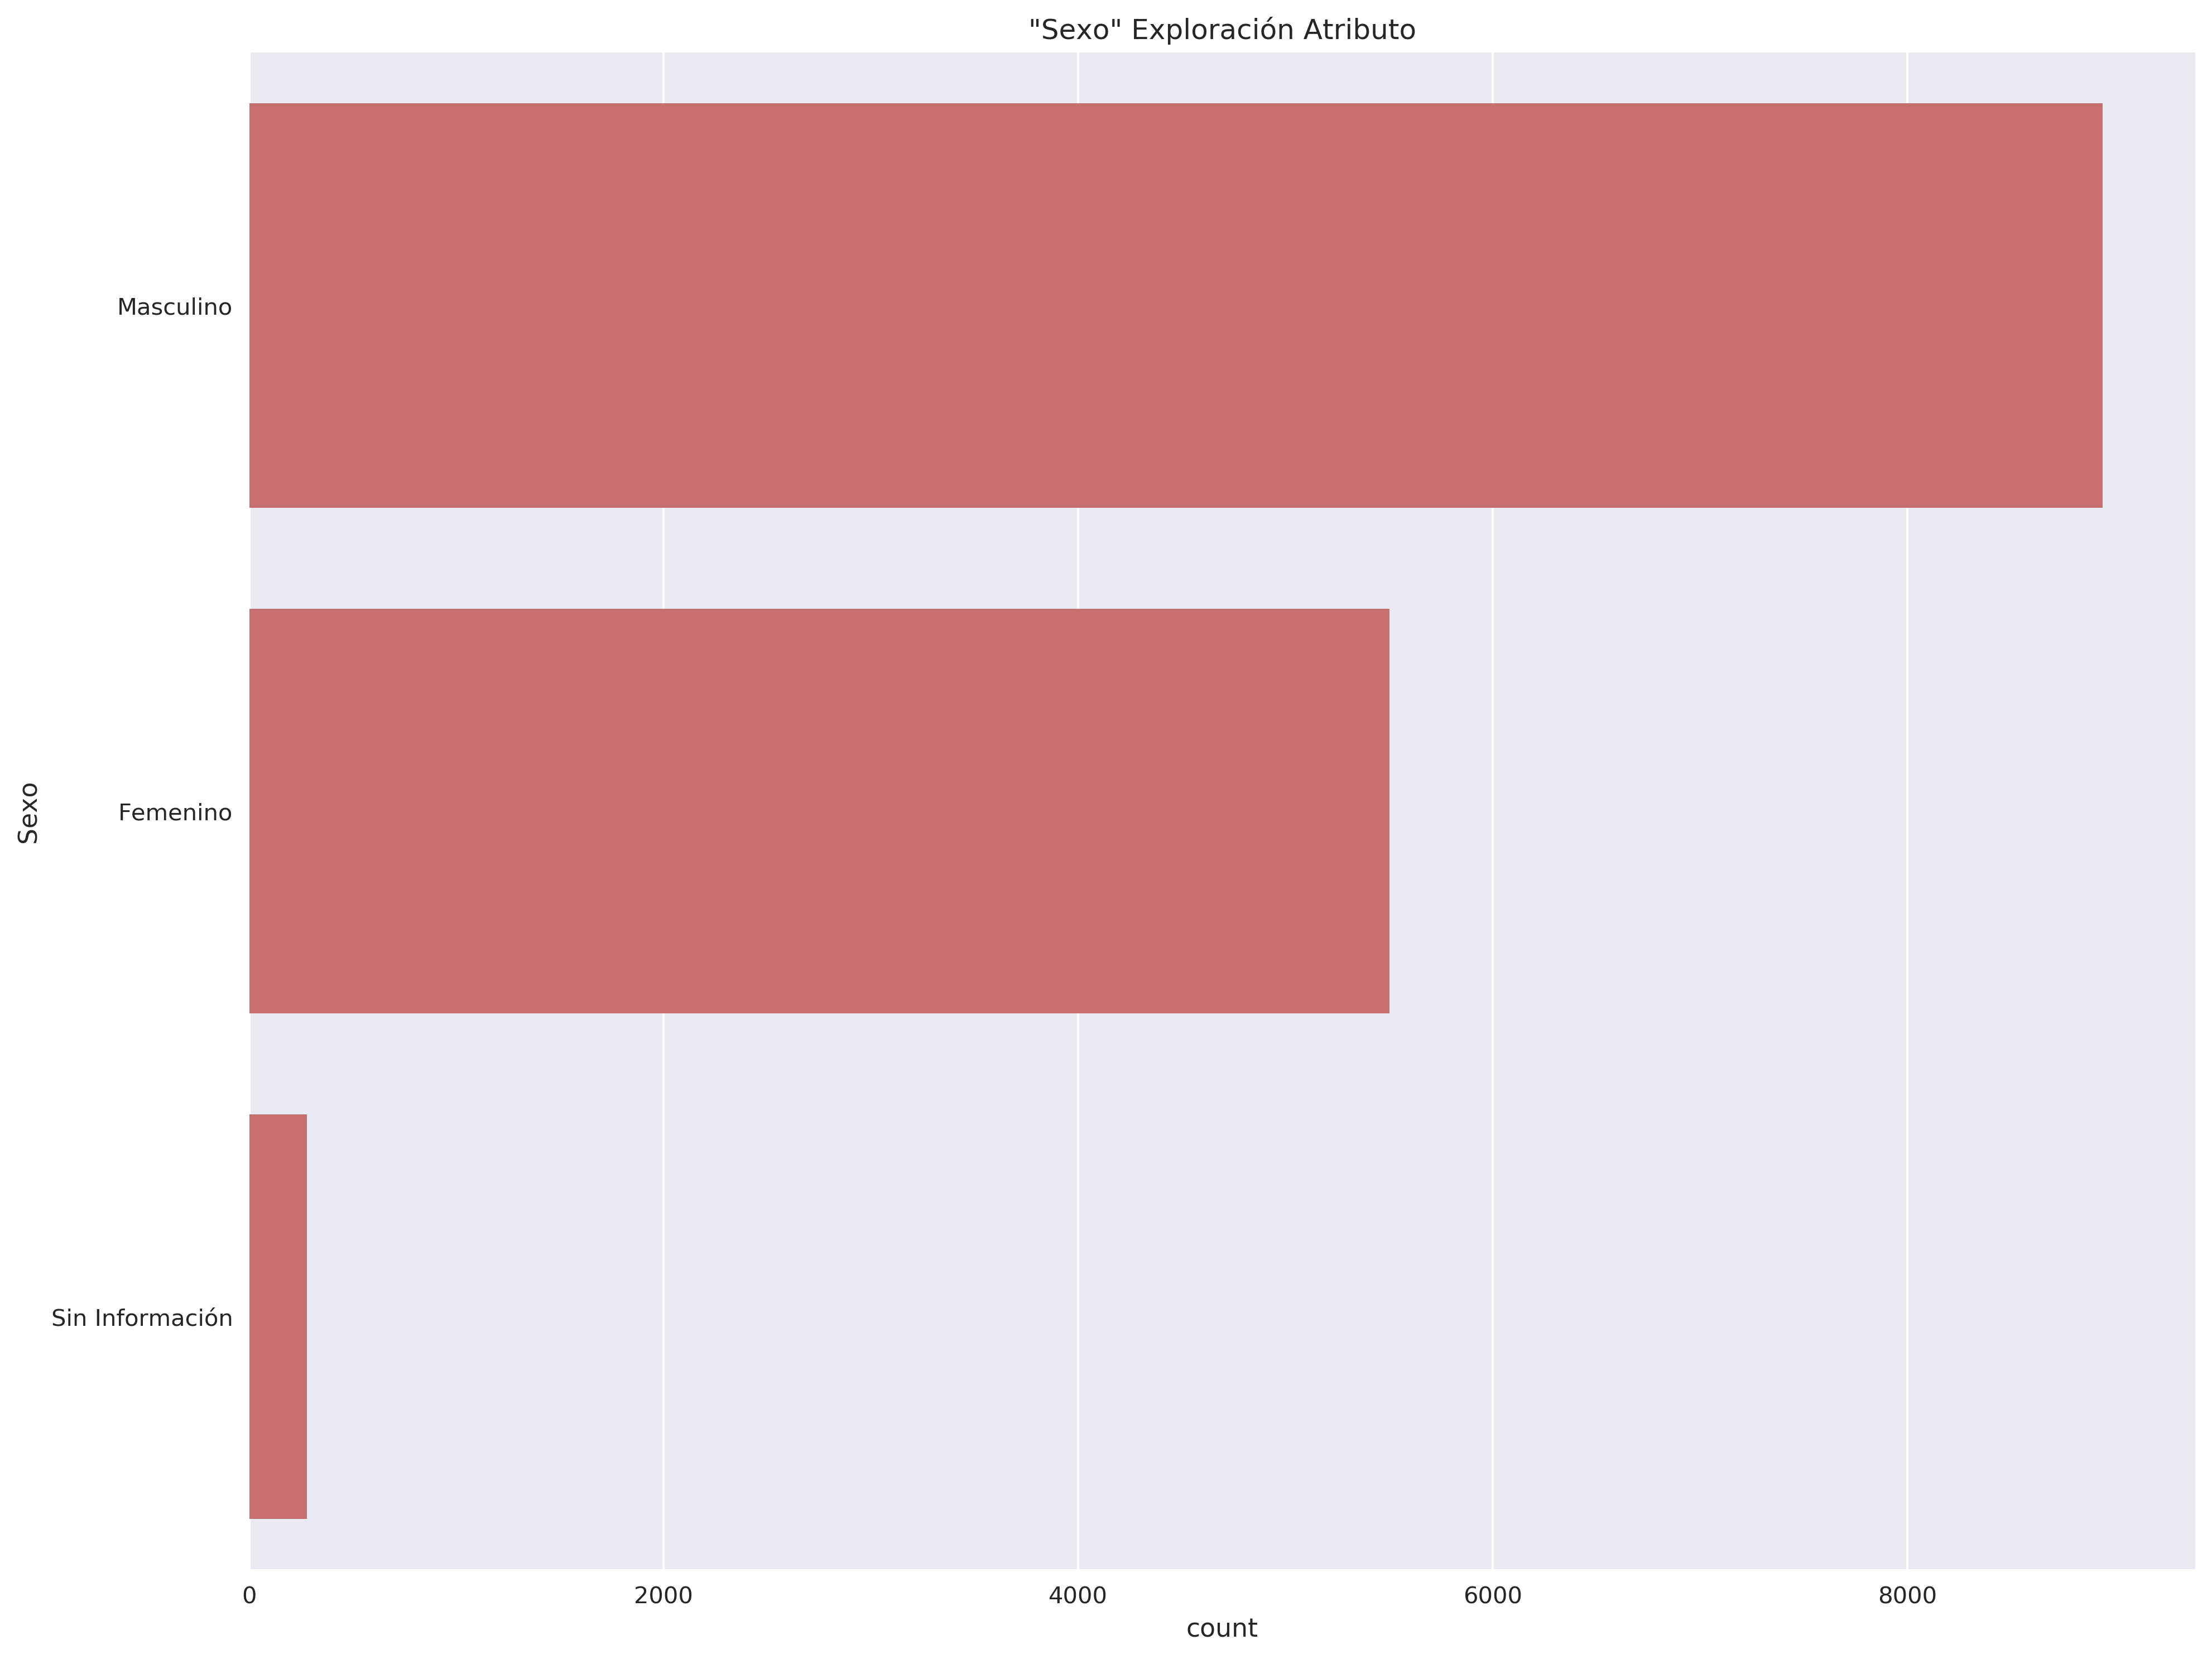 "Sexo" Exploración Atributo
Sexo
Masculino
Femenino
Sin Información
0 2000 4000 6000 8000
count